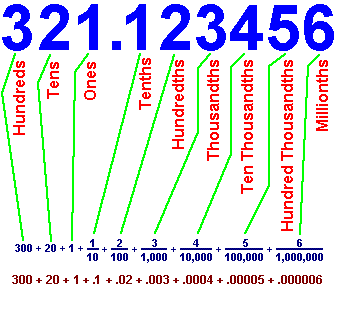 321.123456
Hundreds
Tens
Ones
Tenths
Hundredths
Thousandths
Ten Thousandths
Hundred Thousandths
Millionths
300 + 20 + 1 + 1/10 + 2/100 + 3/1,000 + 4/10,000 + 5/100,000 + 6/1,000,000
300 + 20 + 1 + .1 + .02 + .003 + .0004 + .00005 + .000006